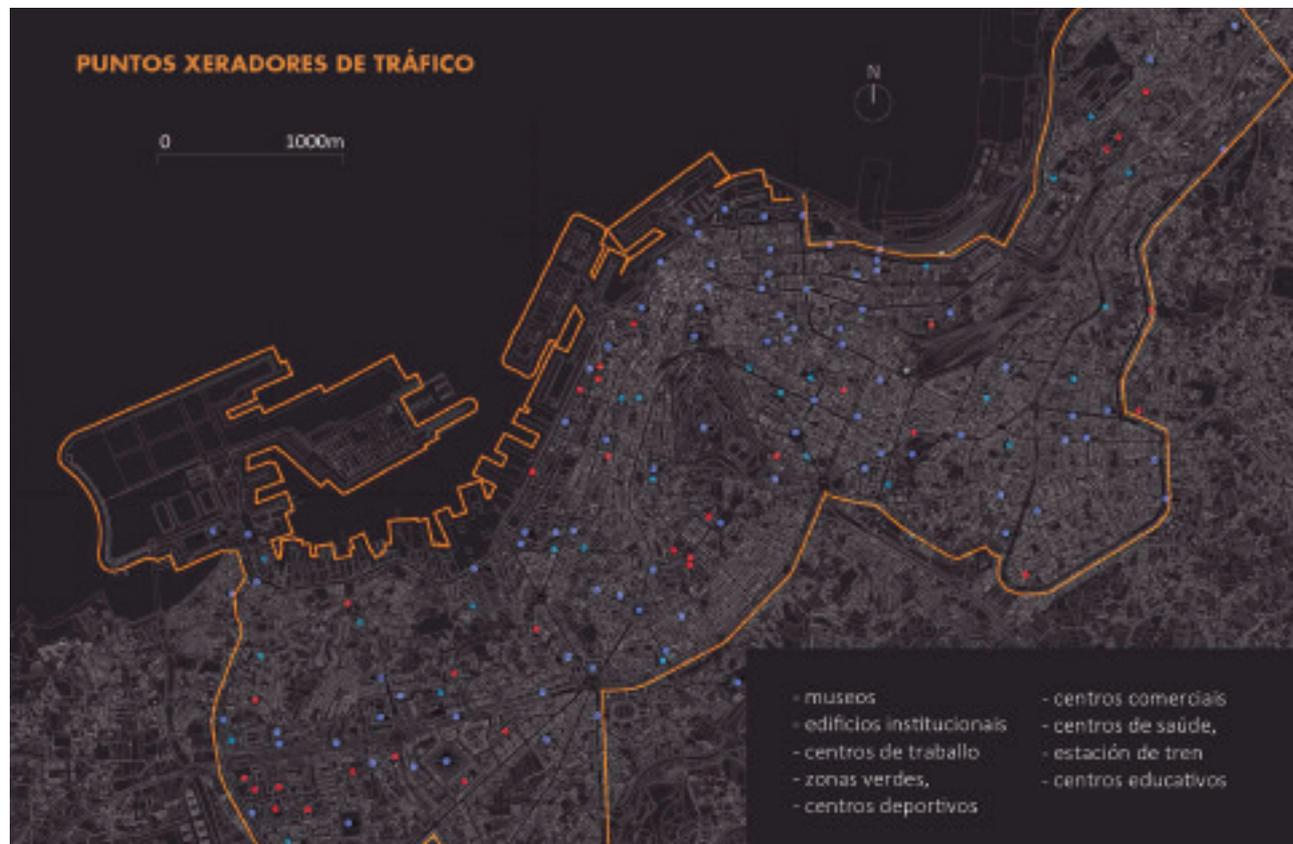 PUNTOS XERADORES DE TRÁFICO
N
0 1000m
- museos
- edificios institucionais
- centros de traballo
- zonas verdes,
- centros deportivos
- centros comerciais
- centros de saúde,
- estación de tren
- centros educativos